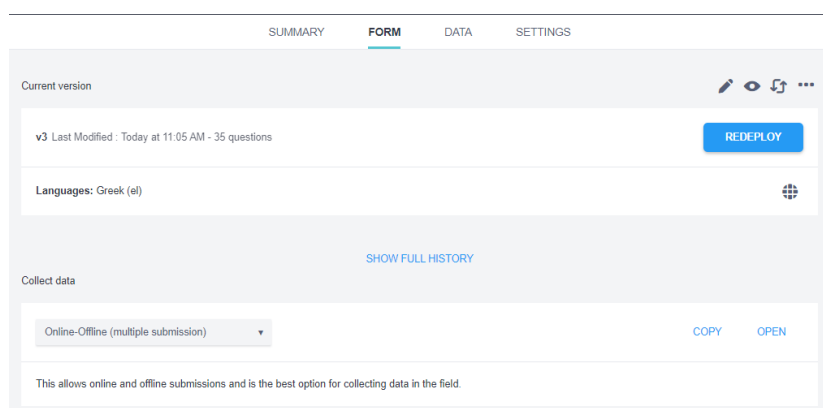 SUMMARY FORM DATA SETTINGS
Current version
v3 Last Modified : Today at 11:05 AM - 35 questions REDEPLOY
Languages: Greek (el)
SHOW FULL HISTORY
Collect data
Online-Offline (multiple submission) COPY OPEN
This allows online and offline submissions and is the best option for collecting data in the field.